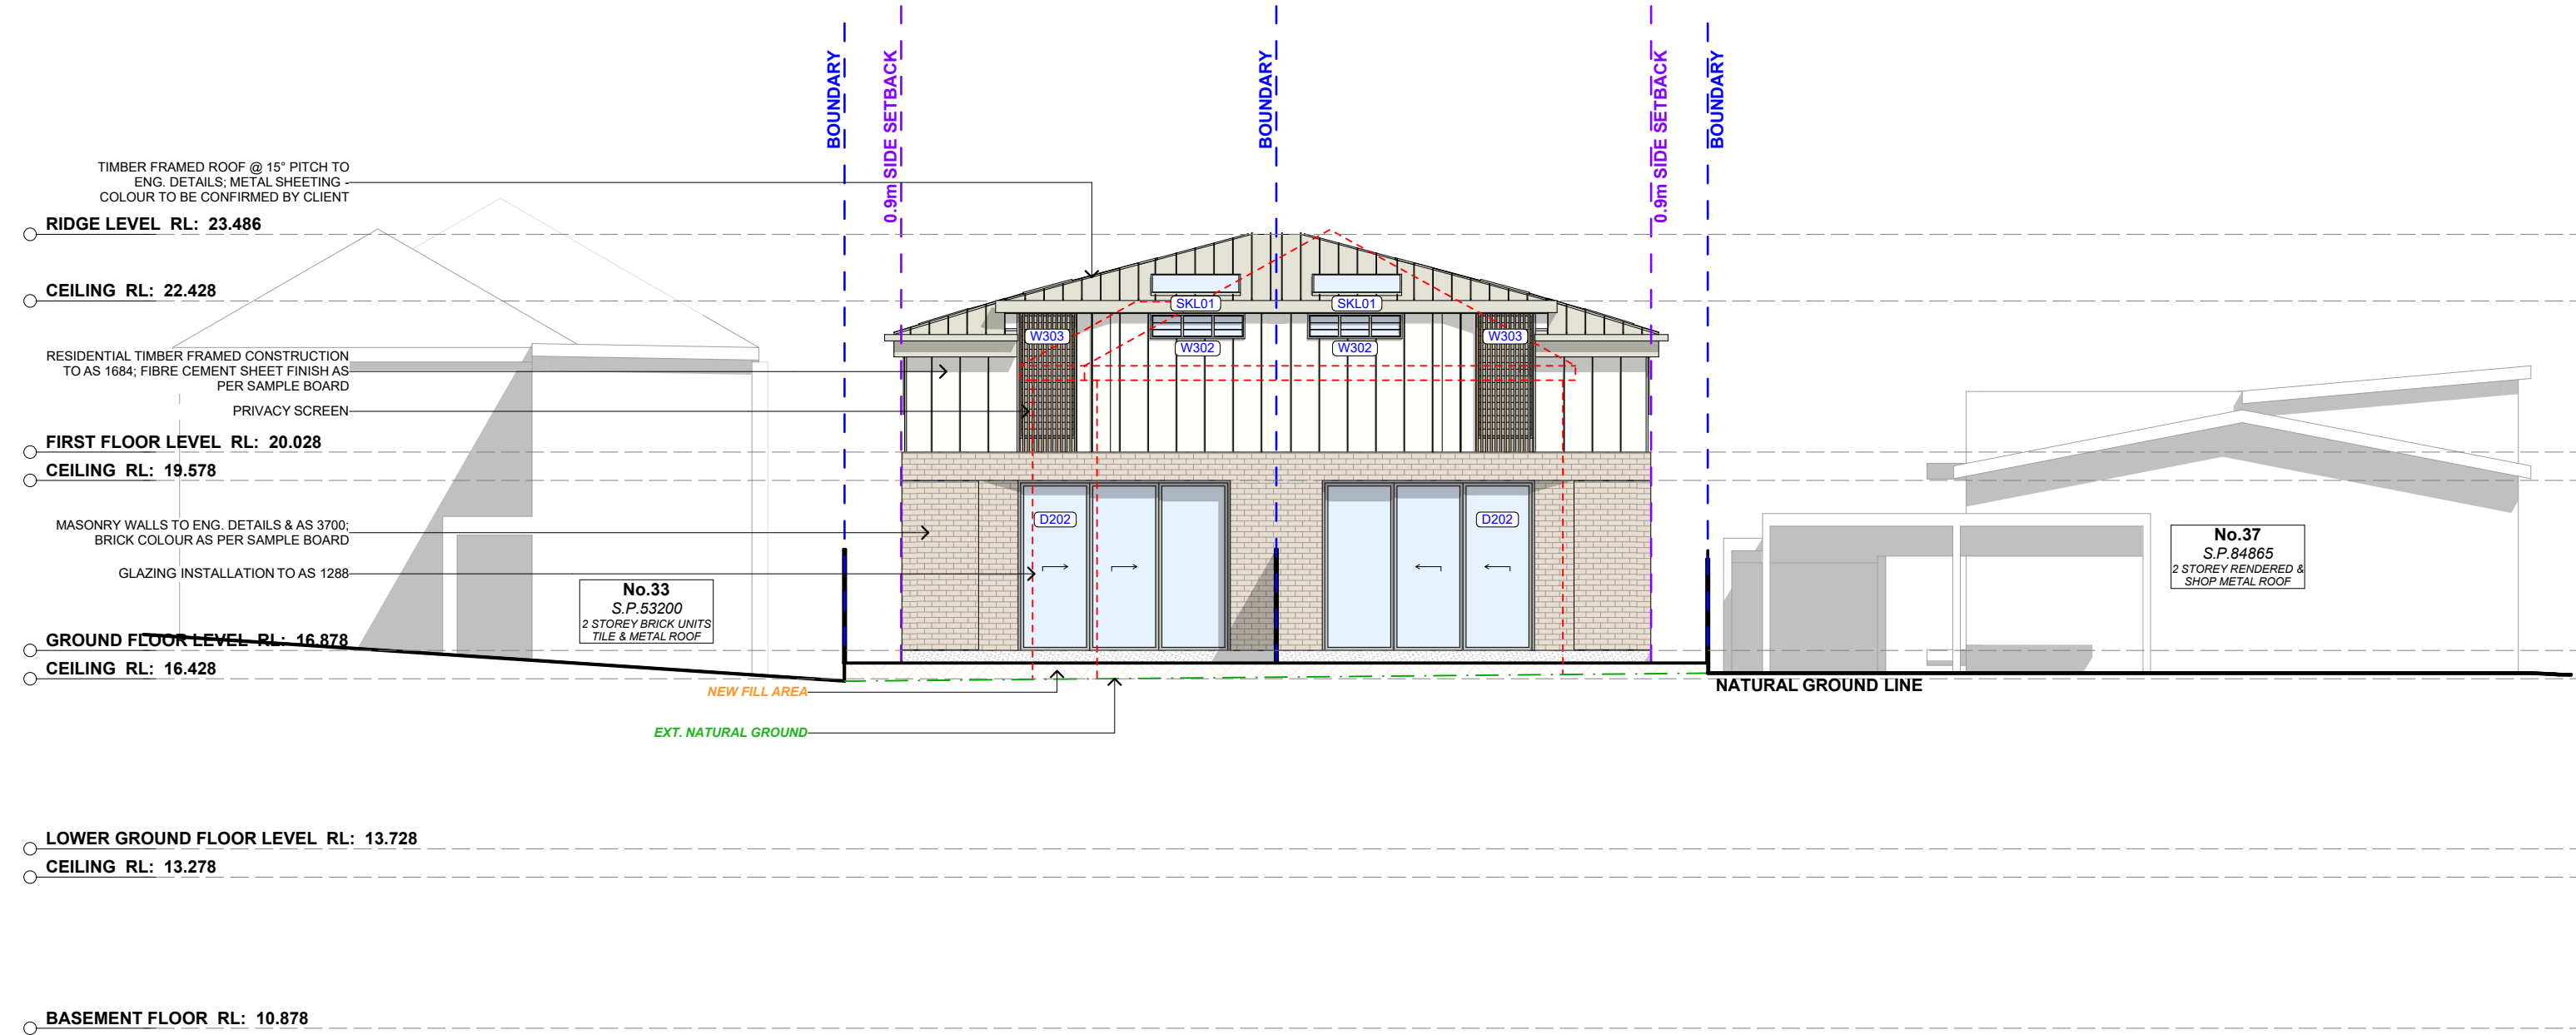 BOUNDARY
0.9m SIDE SETBACK
BOUNDARY
0.9m SIDE SETBACK
BOUNDARY
TIMBER FRAMED ROOF @ 15° PITCH TO
ENG. DETAILS; METAL SHEETING -
COLOUR TO BE CONFIRMED BY CLIENT
RIDGE LEVEL RL: 23.486
CEILING RL: 22.428
SKL01
SKL01
W303
W302
W302
W303
RESIDENTIAL TIMBER FRAMED CONSTRUCTION
TO AS 1684; FIBRE CEMENT SHEET FINISH AS
PER SAMPLE BOARD
PRIVACY SCREEN
FIRST FLOOR LEVEL RL: 20.028
CEILING RL: 19.578
D202
D202
MASONRY WALLS TO ENG. DETAILS & AS 3700;
BRICK COLOUR AS PER SAMPLE BOARD
GLAZING INSTALLATION TO AS 1288
No.33
S.P.53200
2 STOREY BRICK UNITS
TILE & METAL ROOF
No.37
S.P.84865
2 STOREY RENDERED &
SHOP METAL ROOF
GROUND FLOOR LEVEL RL: 16.878
CEILING RL: 16.428
NEW FILL AREA
NATURAL GROUND LINE
EXT. NATURAL GROUND
LOWER GROUND FLOOR LEVEL RL: 13.728
CEILING RL: 13.278
BASEMENT FLOOR RL: 10.878